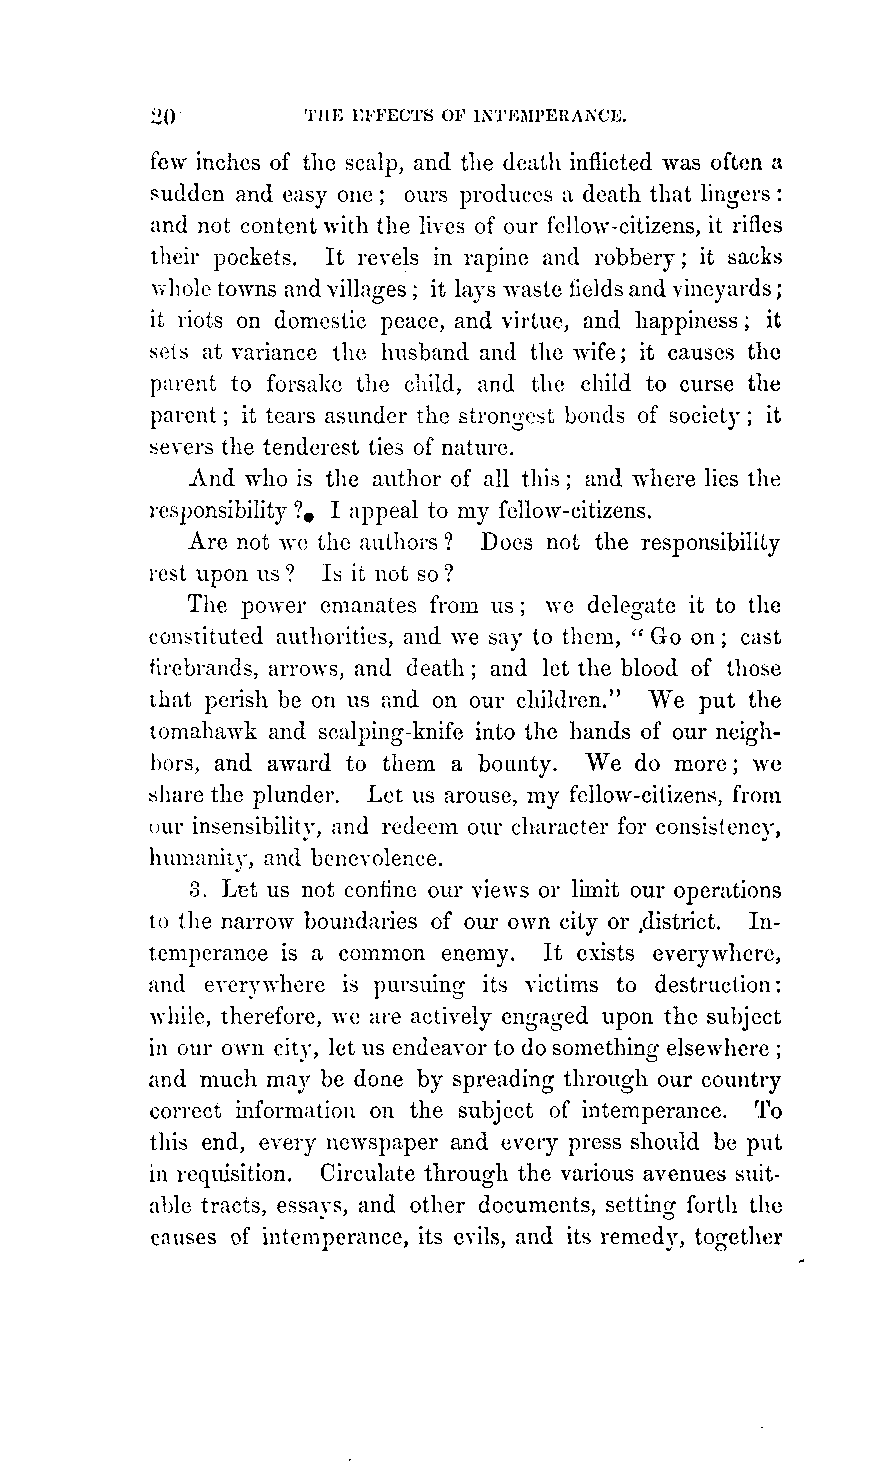 20 THE EFFECTS OF INTEMPERANCE.
few inches of the scalp, and the death inflicted was often a
sudden and easy one; ours produces a death that lingers:
and not content with the lives of our fellow-citizens, it rifles
their pockets. It revels in rapine and robbery; it sacks
whole towns and villages; it lays waste fields and vineyards;
it riots on domestic peace, and virtue, and happiness; it
sets at variance the husband and the wife; it causes the
parent to forsake the child, and the child to curse the
parent; it tears asunder the strongest bonds of society; it
severs the tenderest ties of nature.
And who is the author of all this; and where lies the
responsibility? I appeal to my fellow-citizens.
Are not we the authors? Does not the responsibility
rest upon us? Is it not so?
The power emanates from us; we delegate it to the
constituted authorities, and we say to them, "Go on; cast
firebrands, arrows, and death; and let the blood of those
that perish be on us and on our children." We put the
tomahawk and scalping-knife into the hands of our neigh-
bors, and award to them a bounty. We do more; we
share the plunder. Let us arouse, my fellow-citizens, from
our insensibility, and redeem our character for consistency,
humanity, and benevolence.
3. Let us not confine our views or limit our operations
to the narrow boundaries of our own city or district. In-
temperance is a common enemy. It exists everywhere,
and everywhere is pursuing its victims to destruction:
while, therefore, we are actively engaged upon the subject
in our own city, let us endeavor to do something elsewhere;
and much may be done by spreading through our country
correct information on the subject of intemperance. To
this end, every newspaper and every press should be put
in requisition. Circulate through the various avenues suit-
able tracts, essays, and other documents, setting forth the
causes of intemperance, its evils, and its remedy, together